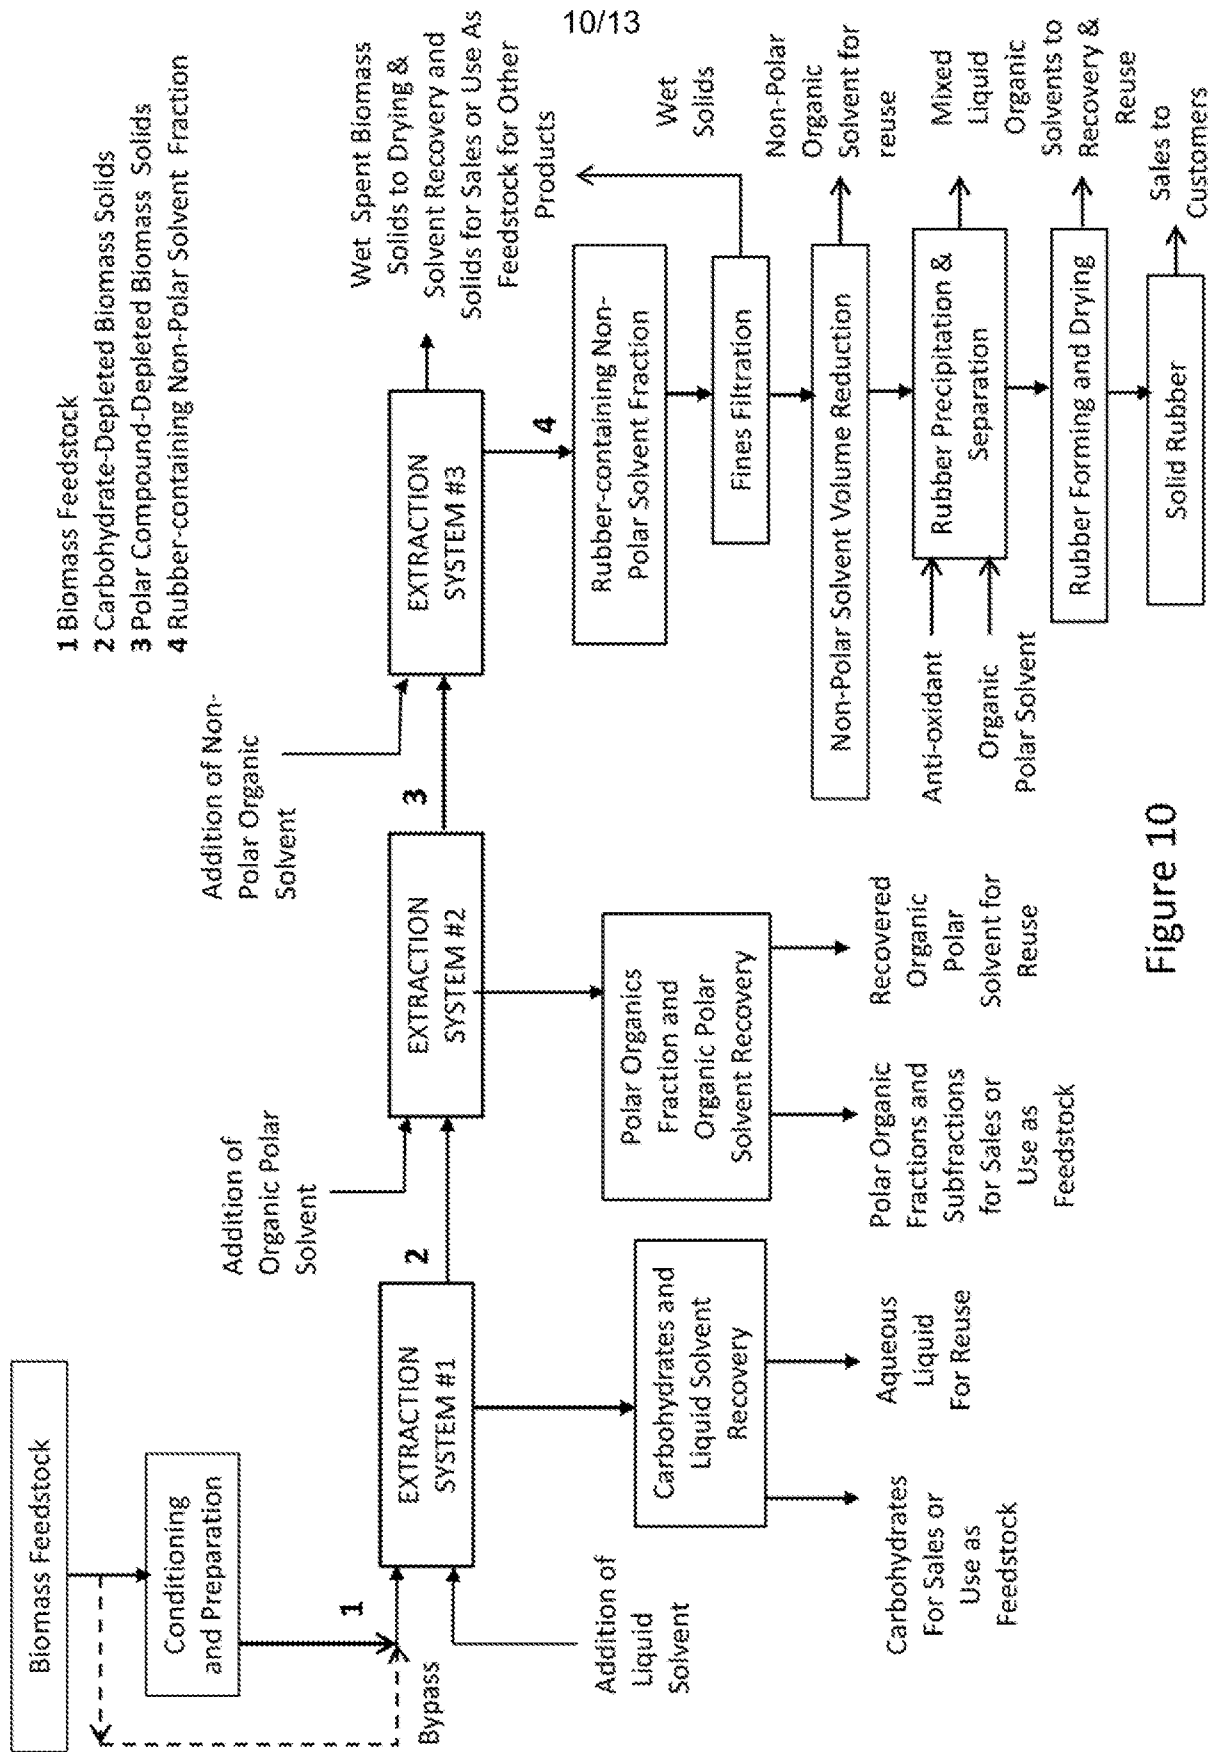 10/13
1 Biomass Feedstock
2 Carbohydrate-Depleted Biomass Solids
3 Polar Compound-Depleted Biomass Solids
4 Rubber-containing Non-Polar Solvent Fraction
Biomass Feedstock
Conditioning
and Preparation
Bypass
1
Addition of
Liquid
Solvent
EXTRACTION
SYSTEM #1
2
Carbohydrates and
Liquid Solvent
Recovery
Carbohydrates
For Sales or
Use as
Feedstock
Aqueous
Liquid
For Reuse
Addition of
Organic Polar
Solvent
EXTRACTION
SYSTEM #2
3
Polar Organics
Fraction and
Organic Polar
Solvent Recovery
Polar Organic
Fractions and
Subfractions
for Sales or
Use as
Feedstock
Recovered
Organic
Polar
Solvent for
Reuse
Addition of Non-
Polar Organic
Solvent
EXTRACTION
SYSTEM #3
4
Wet Spent Biomass
Solids to Drying &
Solvent Recovery and
Solids for Sales or Use As
Feedstock for Other
Products
Rubber-containing Non-
Polar Solvent Fraction
Fines Filtration
Wet
Solids
Non-Polar Solvent Volume Reduction
Non-Polar
Organic
Solvent for
reuse
Anti-oxidant
Organic
Polar Solvent
Rubber Precipitation &
Separation
Mixed
Liquid
Organic
Solvents to
Recovery &
Reuse
Rubber Forming and Drying
Solid Rubber
Sales to
Customers
Figure 10